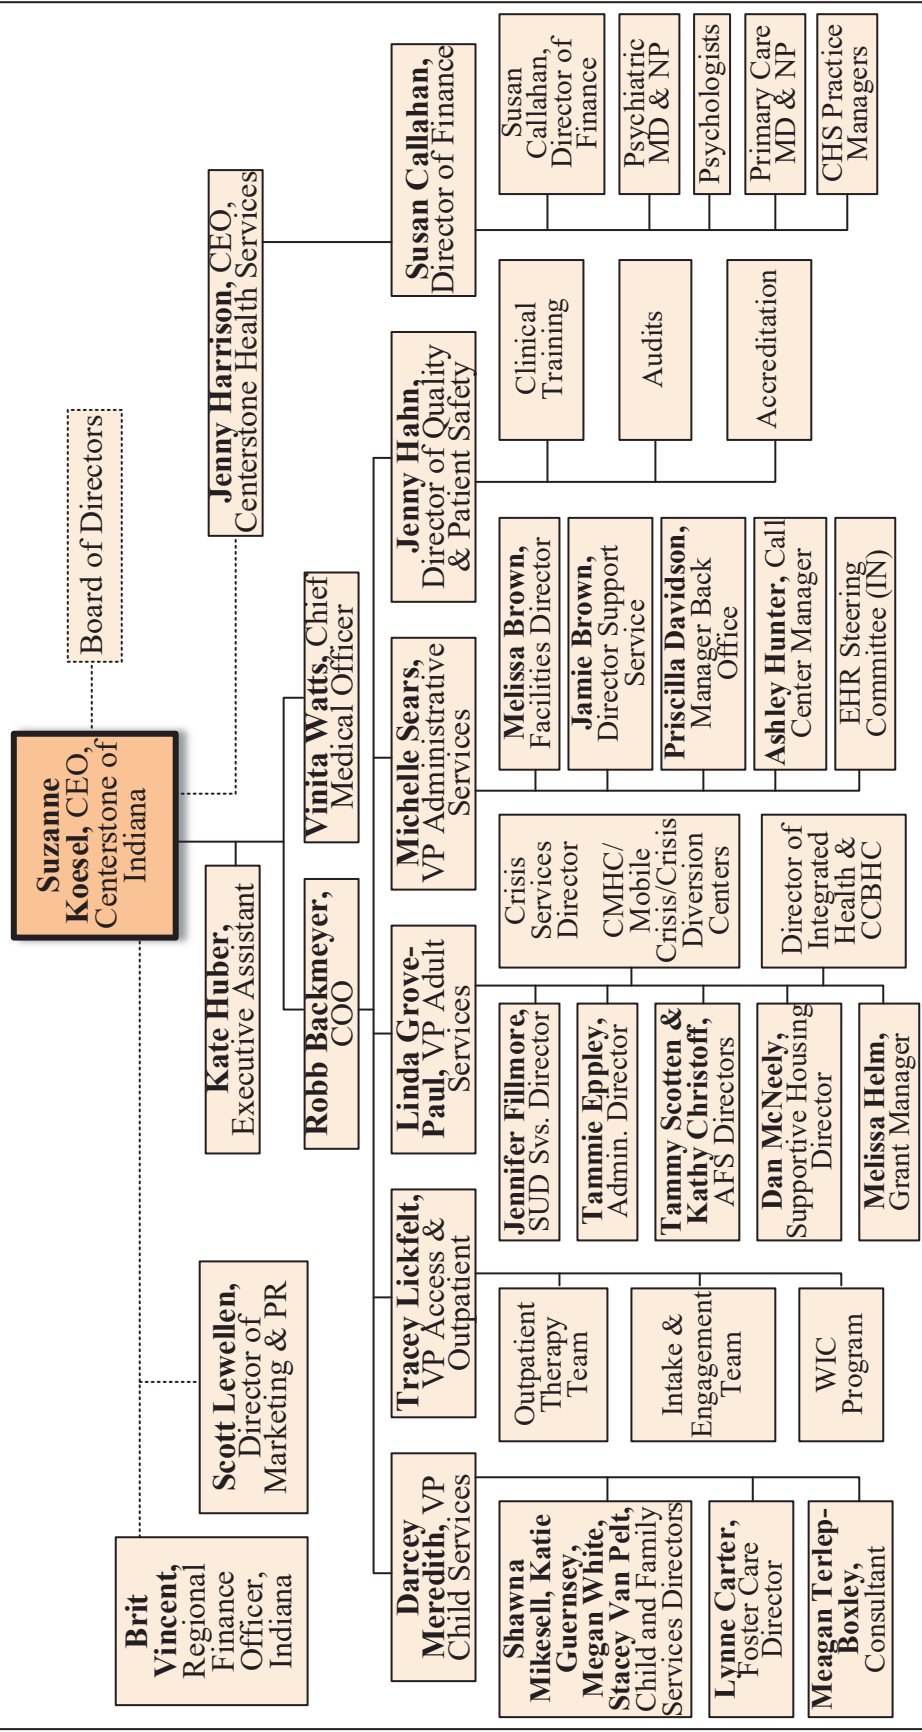 Suzanne
Koesel, CEO,
Centerstone of
Indiana
Board of Directors
Brit
Vincent,
Regional
Finance
Officer,
Indiana
Scott Lewellen,
Director of
Marketing & PR
Kate Huber,
Executive Assistant
Jenny Harrison, CEO,
Centerstone Health Services
Robb Backmeyer,
COO
Vinita Watts, Chief
Medical Officer
Darcey
Meredith, VP
Child Services
Tracey Lickfelt,
VP Access &
Outpatient
Linda Grove-
Paul, VP Adult
Services
Michelle Sears,
VP Administrative
Services
Jenny Hahn,
Director of Quality
& Patient Safety
Susan Callahan,
Director of Finance
Shawna
Mikesell, Katie
Guernsey,
Megan White,
Stacey Van Pelt,
Child and Family
Services Directors
Lynne Carter,
Foster Care
Director
Meagan Terlep-
Boxley,
Consultant
Outpatient
Therapy
Team
Intake &
Engagement
Team
WIC
Program
Jennifer Fillmore,
SUD Svs. Director
Tammie Eppley,
Admin. Director
Tammy Scotten &
Kathy Christoff,
AFS Directors
Dan McNeely,
Supportive Housing
Director
Melissa Helm,
Grant Manager
Crisis
Services
Director
CMHC/
Mobile
Crisis/Crisis
Diversion
Centers
Director of
Integrated
Health &
CCBHC
Melissa Brown,
Facilities Director
Jamie Brown,
Director Support
Service
Priscilla Davidson,
Manager Back
Office
Ashley Hunter, Call
Center Manager
EHR Steering
Committee (IN)
Clinical
Training
Audits
Accreditation
Susan
Callahan,
Director of
Finance
Psychiatric
MD & NP
Psychologists
Primary Care
MD & NP
CHS Practice
Managers